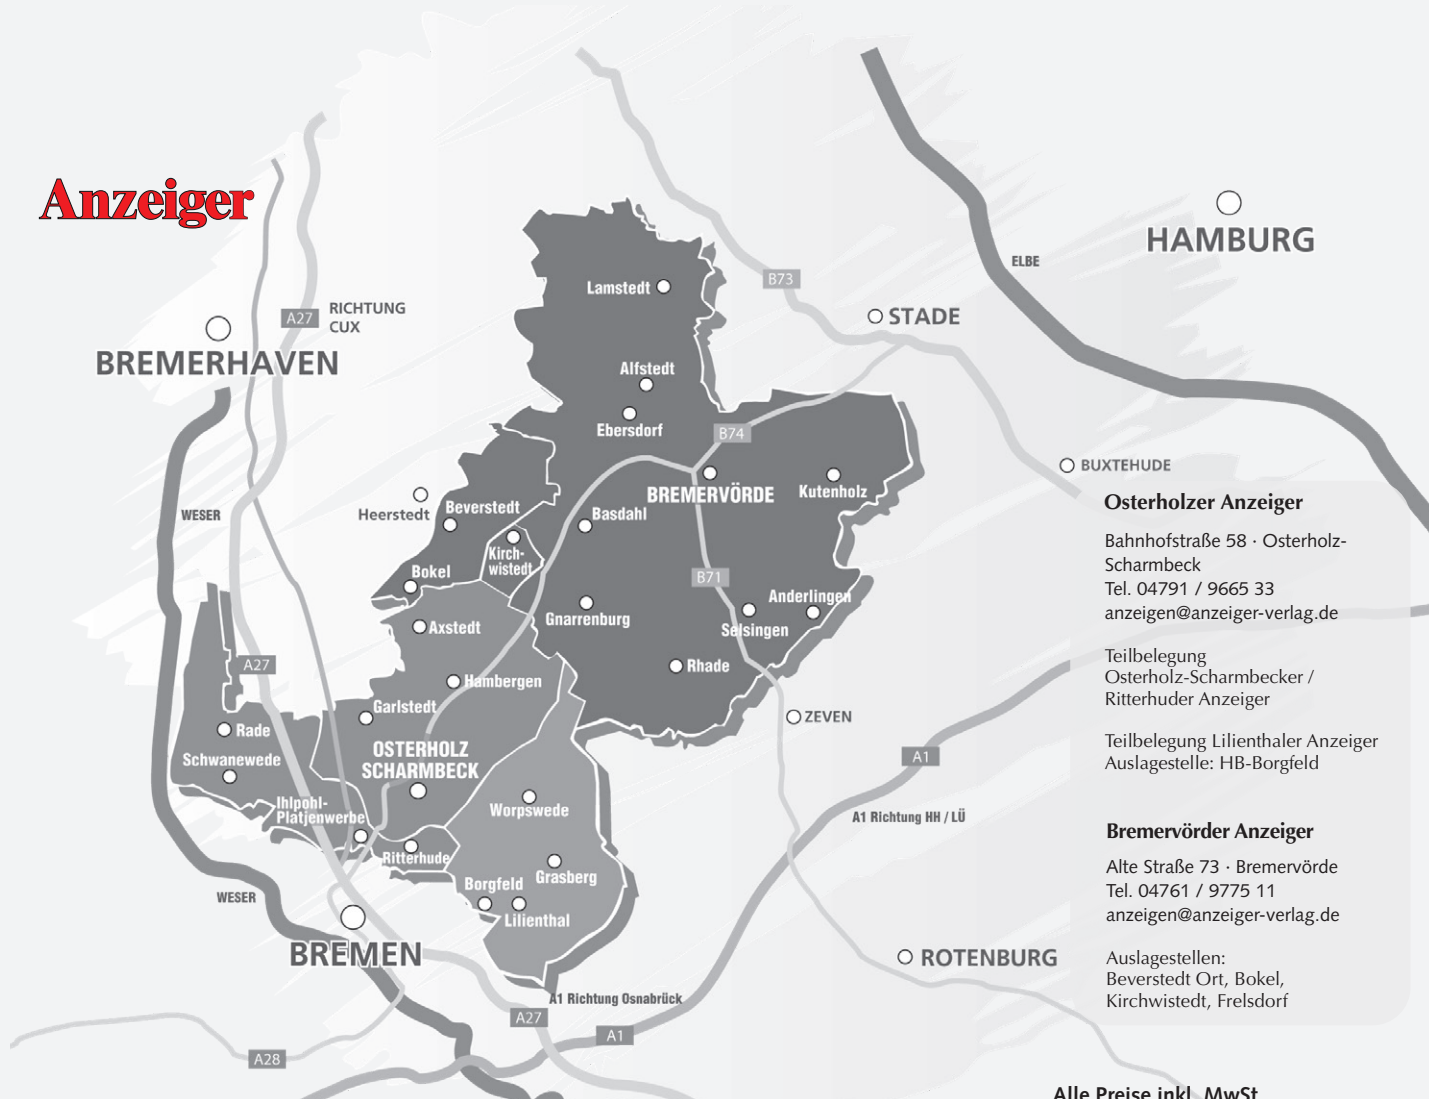 Anzeiger
HAMBURG
ELBE
B73
Lamstedt
STADE
A27
RICHTUNG
CUX
BREMERHAVEN
Alfstedt
Ebersdorf
B74
BUXTEHUDE
BREMERVÖRDE
Kutenholz
Heerstedt
Beverstedt
Basdahl
WESER
Kirch-
wistedt
Bokel
B71
Anderlingen
Gnarrenburg
Selsingen
Axstedt
A27
Rhade
Hambergen
Garlstedt
ZEVEN
Rade
Schwanewede
OSTERHOLZ
SCHARMBECK
A1
Ihlpohl-
Platjenwerbe
Worpswede
A1 Richtung HH / LÜ
Ritterhude
Grasberg
Borgfeld
WESER
Lilienthal
BREMEN
ROTENBURG
A1 Richtung Osnabrück
A27
A1
A28
Osterholzer Anzeiger
Bahnhofstraße 58 · Osterholz-
Scharmbeck
Tel. 04791 / 9665 33
anzeigen@anzeiger-verlag.de
Teilbelegung
Osterholz-Scharmbecker /
Ritterhuder Anzeiger
Teilbelegung Lilienthaler Anzeiger
Auslagestelle: HB-Borgfeld
Bremervörder Anzeiger
Alte Straße 73 · Bremervörde
Tel. 04761 / 9775 11
anzeigen@anzeiger-verlag.de
Auslagestellen:
Beverstedt Ort, Bokel,
Kirchwistedt, Frelsdorf
Alle Preise inkl. MwSt